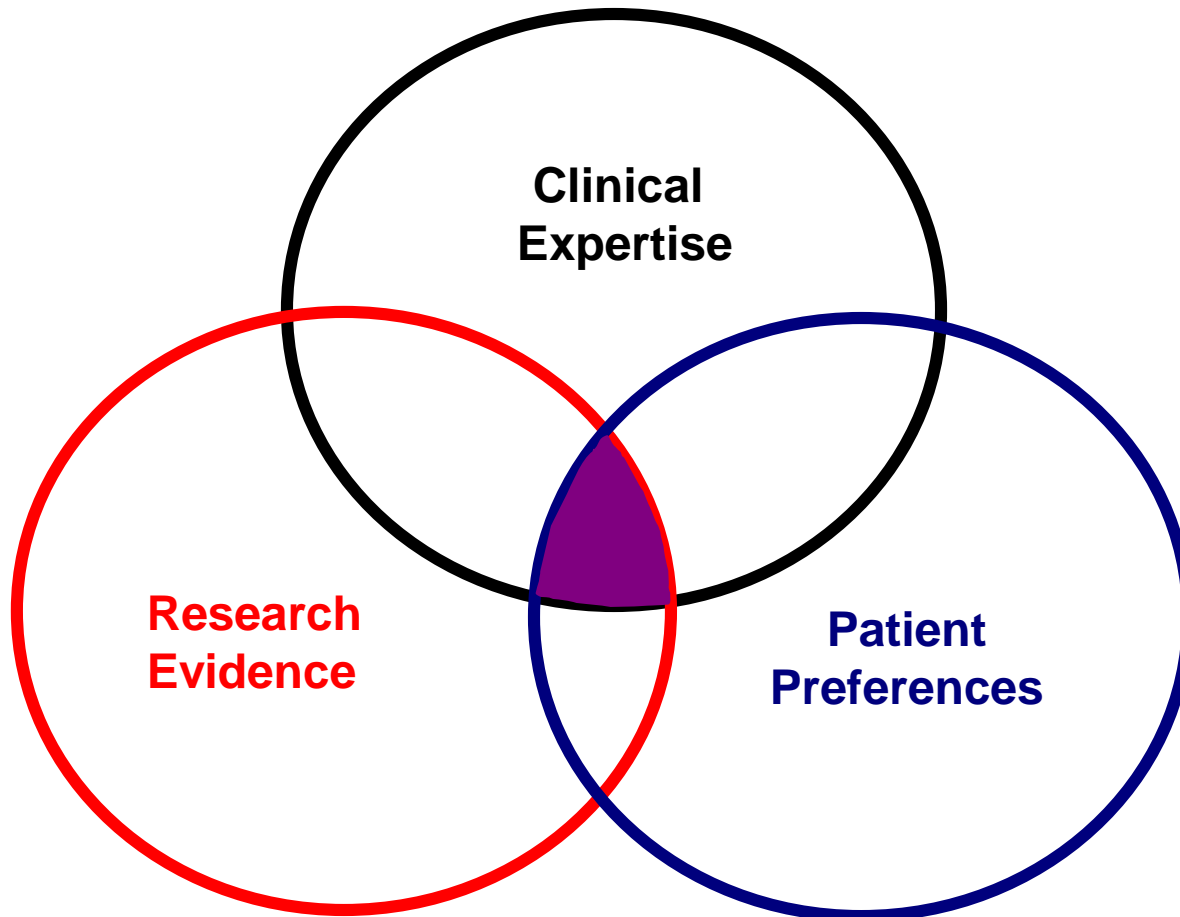 Clinical
Expertise
Research
Evidence
Patient
Preferences